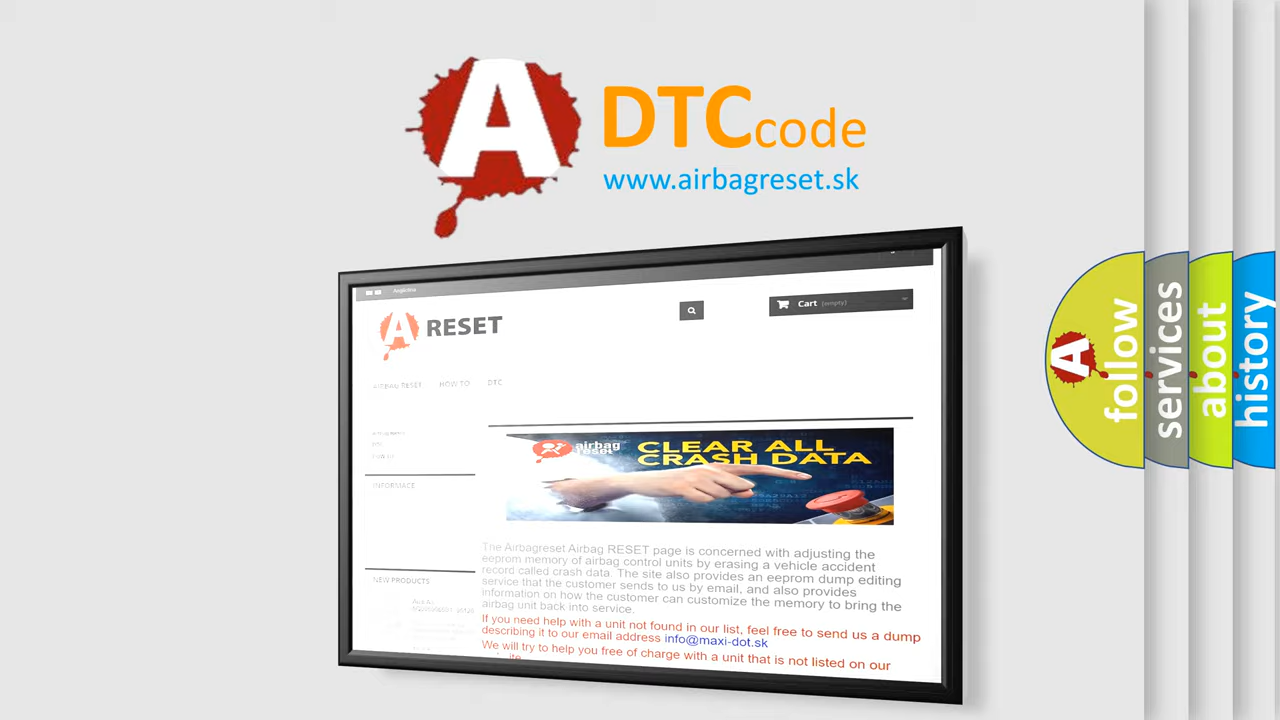 A DTCcode
www.airbagreset.sk
A RESET
Cart (empty)
AIRBAG RESET HOW TO DTC
airbag
reset
CLEAR ALL
CRASH DATA
INFORMACE
The Airbagreset Airbag RESET page is concerned with adjusting the
eeprom memory of airbag control units by erasing a vehicle accident
record called crash data. The site also provides an eeprom dump editing
service that the customer sends to us by email, and also provides
information on how the customer can customize the memory to bring the
airbag unit back into service.
If you need help with a unit not found in our list, feel free to send us a dump
describing it to our email address info@maxi-dot.sk
We will try to help you free of charge with a unit that is not listed on our
NEW PRODUCTS
A follow
services
about
history